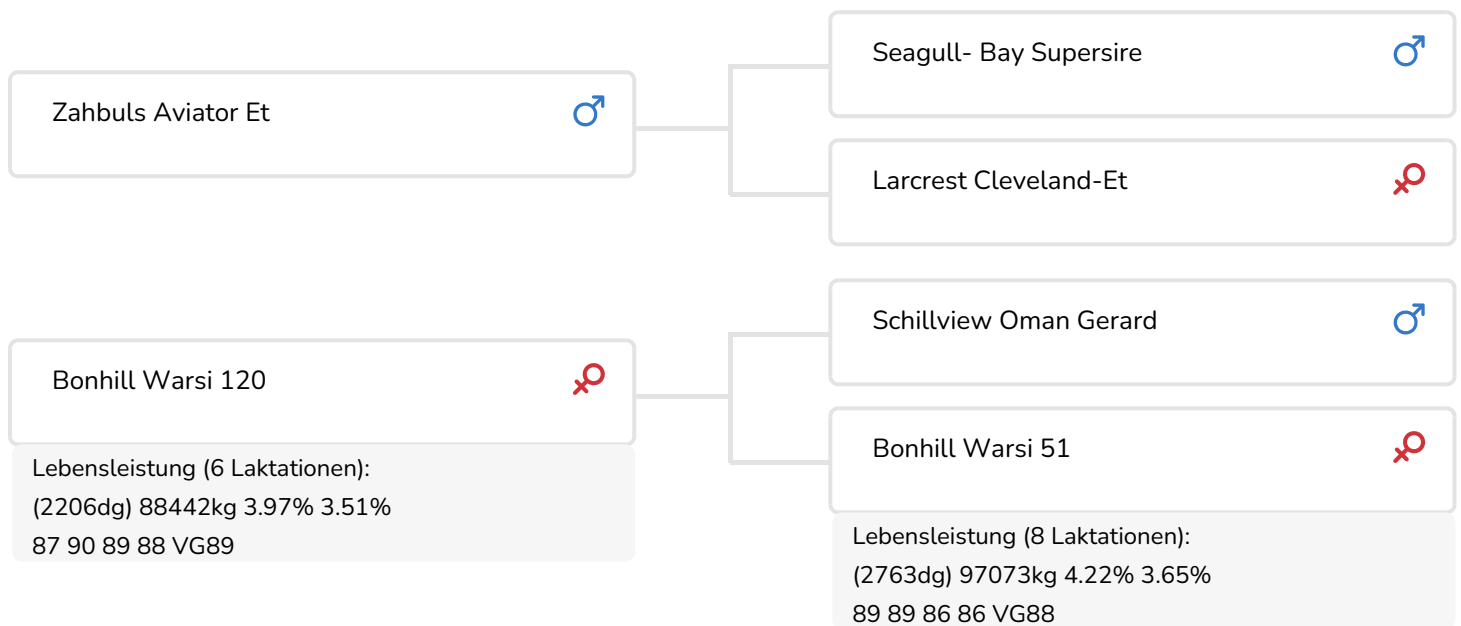 Zahbuls Aviator Et
Seagull- Bay Supersire
Larcrest Cleveland-Et
Bonhill Warsi 120
Lebensleistung (6 Laktationen):
(2206dg) 88442kg 3.97% 3.51%
87 90 89 88 VG89
Schillview Oman Gerard
Bonhill Warsi 51
Lebensleistung (8 Laktationen):
(2763dg) 97073kg 4.22% 3.65%
89 89 86 86 VG88